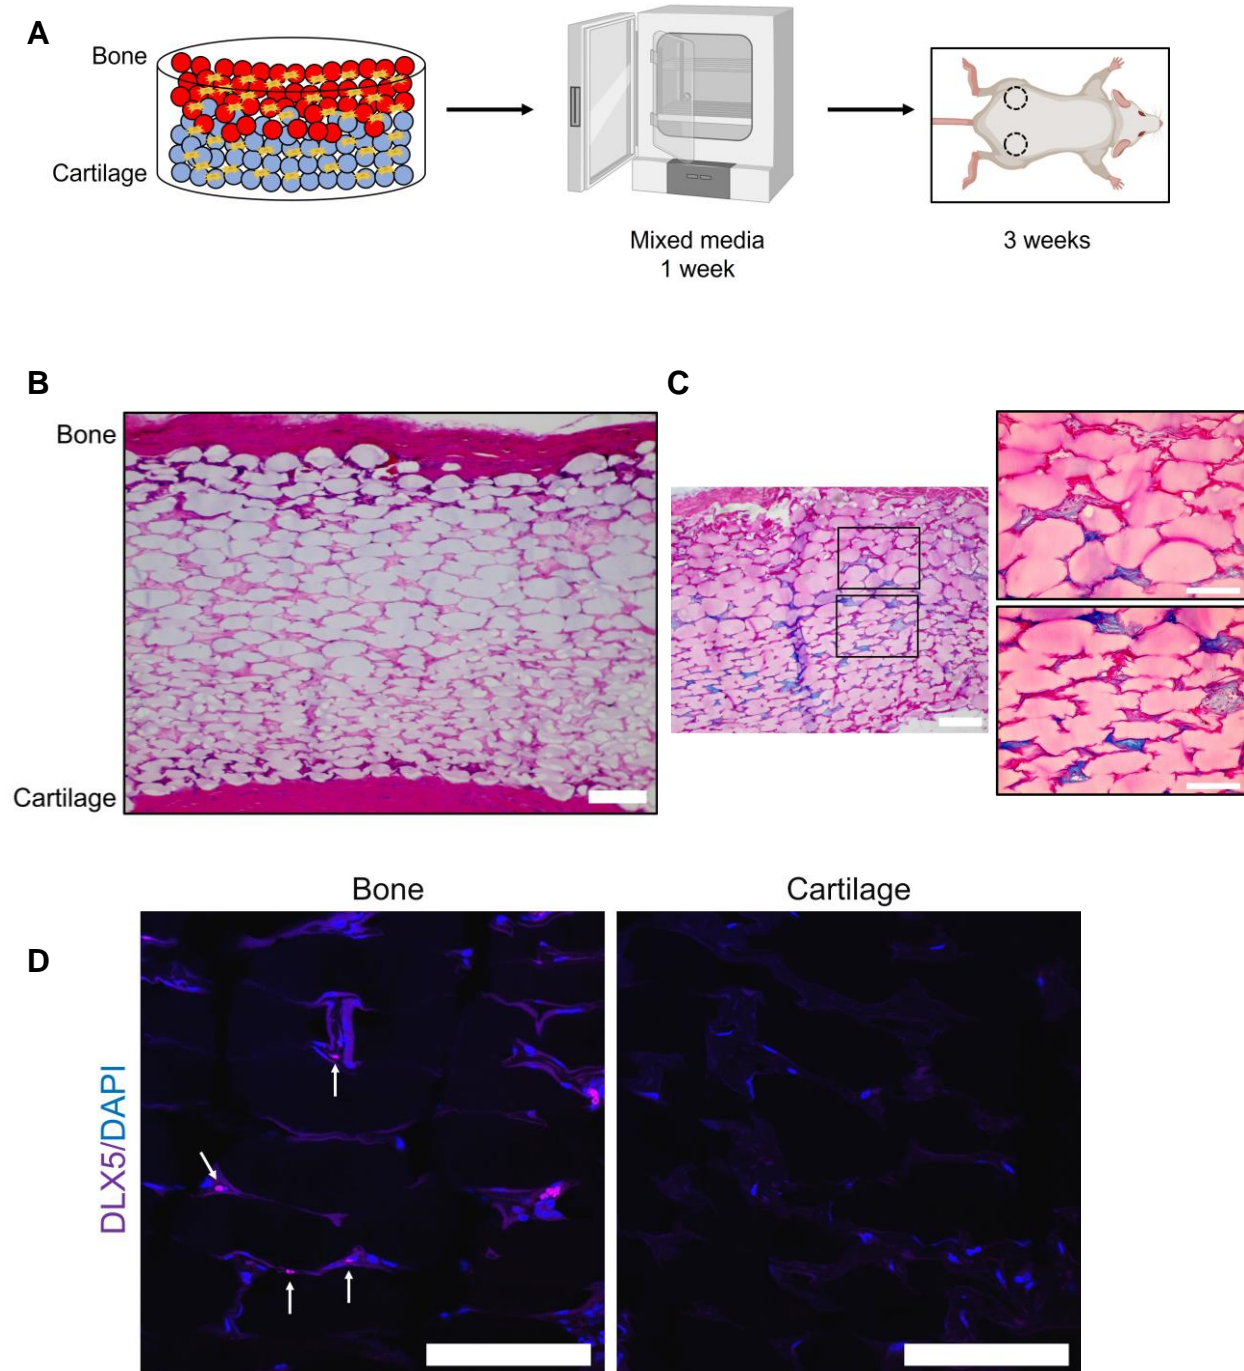 A
Bone
Cartilage
Mixed media
1 week
3 weeks
B
Bone
Cartilage
C
D
Bone
Cartilage
DLX5/DAPI